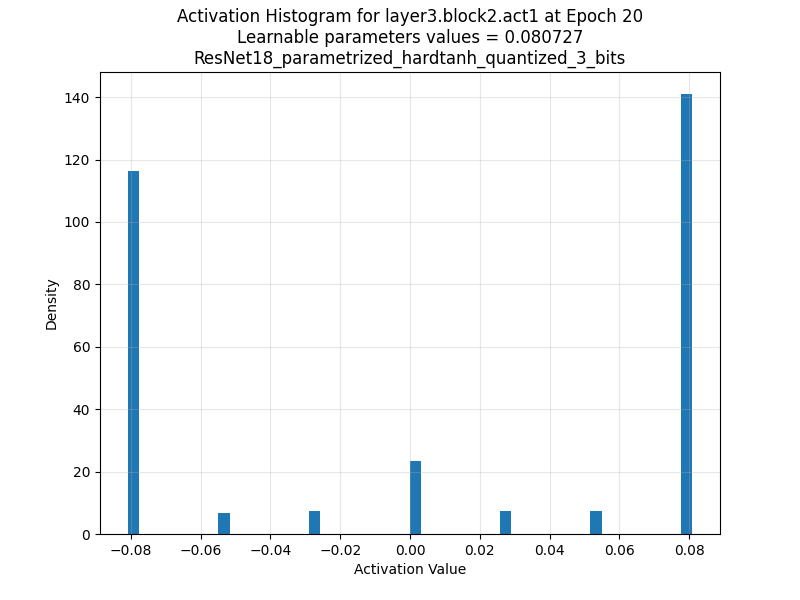 Activation Histogram for layer3.block2.act1 at Epoch 20
Learnable parameters values = 0.080727
ResNet18_parametrized_hardtanh_quantized_3_bits
Density
140
120
100
80
60
40
20
0
−0.08 −0.06 −0.04 −0.02 0.00 0.02 0.04 0.06 0.08
Activation Value